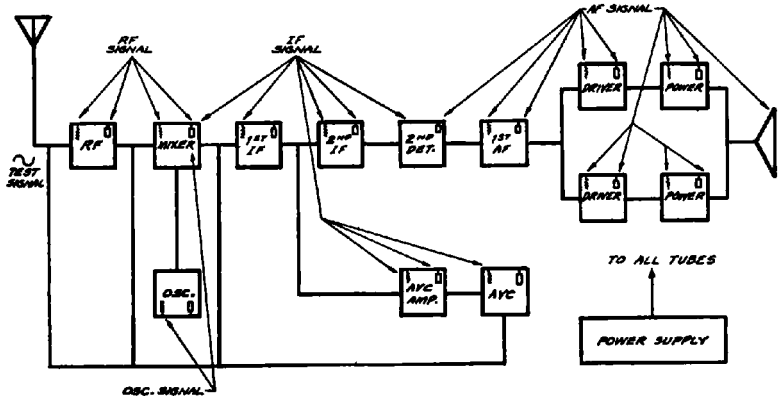 AF SIGNAL
RF
SIGNAL
IF
SIGNAL
DRIVER
POWER
RF
MIXER
1ST
IF
2ND
IF
2ND
DET.
1ST
AF
TEST
SIGNAL
DRIVER
POWER
OSC.
AVC
AMP.
AVC
TO ALL TUBES
POWER SUPPLY
OSC. SIGNAL